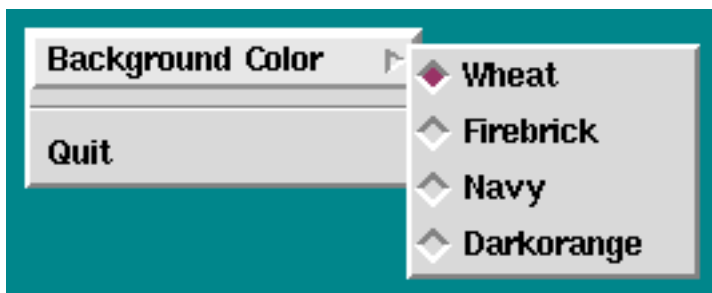 Background Color
Quit
Wheat
Firebrick
Navy
Darkorange